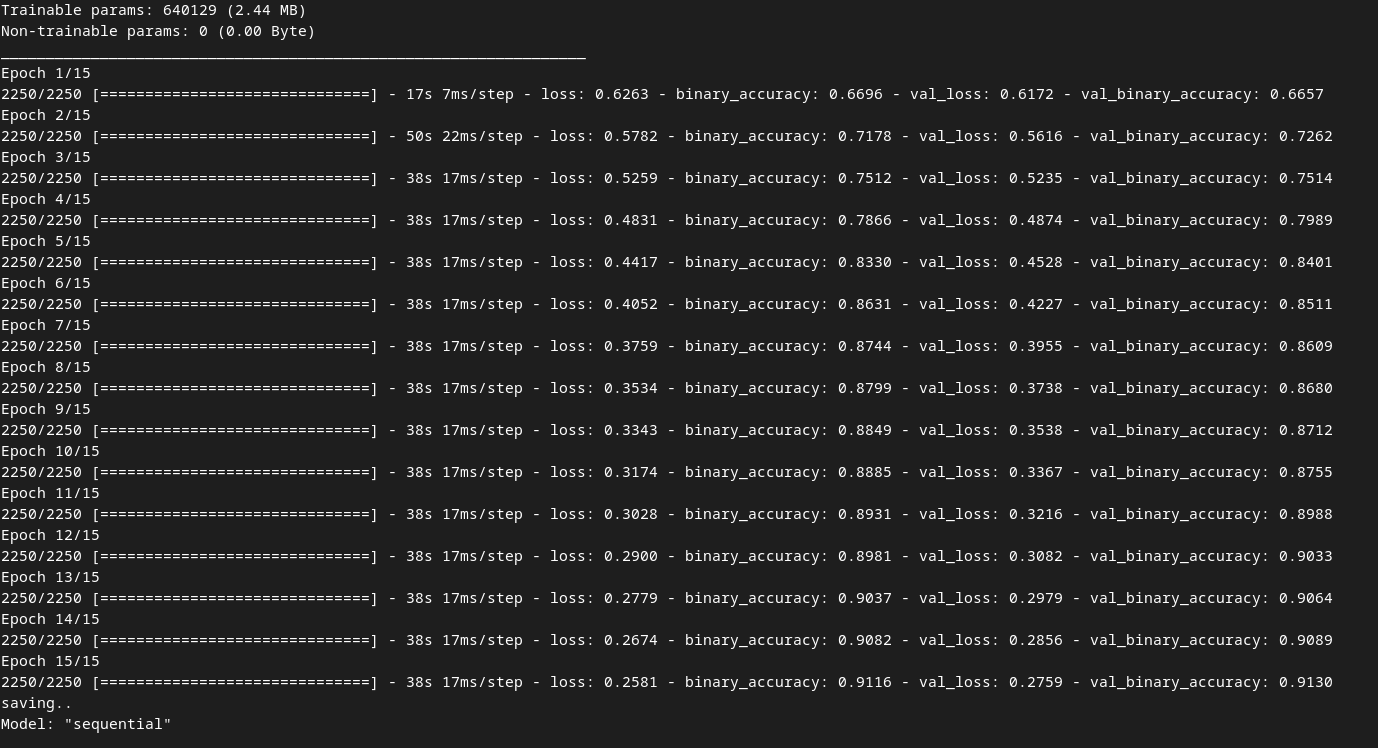 Trainable params: 640129 (2.44 MB)
Non-trainable params: 0 (0.00 Byte)
_________________________________________________________________
Epoch 1/15
2250/2250 [==============================] - 17s 7ms/step - loss: 0.6263 - binary_accuracy: 0.6696 - val_loss: 0.6172 - val_binary_accuracy: 0.6657
Epoch 2/15
2250/2250 [==============================] - 50s 22ms/step - loss: 0.5782 - binary_accuracy: 0.7178 - val_loss: 0.5616 - val_binary_accuracy: 0.7262
Epoch 3/15
2250/2250 [==============================] - 38s 17ms/step - loss: 0.5259 - binary_accuracy: 0.7512 - val_loss: 0.5235 - val_binary_accuracy: 0.7514
Epoch 4/15
2250/2250 [==============================] - 38s 17ms/step - loss: 0.4831 - binary_accuracy: 0.7866 - val_loss: 0.4874 - val_binary_accuracy: 0.7989
Epoch 5/15
2250/2250 [==============================] - 38s 17ms/step - loss: 0.4417 - binary_accuracy: 0.8330 - val_loss: 0.4528 - val_binary_accuracy: 0.8401
Epoch 6/15
2250/2250 [==============================] - 38s 17ms/step - loss: 0.4052 - binary_accuracy: 0.8631 - val_loss: 0.4227 - val_binary_accuracy: 0.8511
Epoch 7/15
2250/2250 [==============================] - 38s 17ms/step - loss: 0.3759 - binary_accuracy: 0.8744 - val_loss: 0.3955 - val_binary_accuracy: 0.8609
Epoch 8/15
2250/2250 [==============================] - 38s 17ms/step - loss: 0.3534 - binary_accuracy: 0.8799 - val_loss: 0.3738 - val_binary_accuracy: 0.8680
Epoch 9/15
2250/2250 [==============================] - 38s 17ms/step - loss: 0.3343 - binary_accuracy: 0.8849 - val_loss: 0.3538 - val_binary_accuracy: 0.8712
Epoch 10/15
2250/2250 [==============================] - 38s 17ms/step - loss: 0.3174 - binary_accuracy: 0.8885 - val_loss: 0.3367 - val_binary_accuracy: 0.8755
Epoch 11/15
2250/2250 [==============================] - 38s 17ms/step - loss: 0.3028 - binary_accuracy: 0.8931 - val_loss: 0.3216 - val_binary_accuracy: 0.8988
Epoch 12/15
2250/2250 [==============================] - 38s 17ms/step - loss: 0.2900 - binary_accuracy: 0.8981 - val_loss: 0.3082 - val_binary_accuracy: 0.9033
Epoch 13/15
2250/2250 [==============================] - 38s 17ms/step - loss: 0.2779 - binary_accuracy: 0.9037 - val_loss: 0.2979 - val_binary_accuracy: 0.9064
Epoch 14/15
2250/2250 [==============================] - 38s 17ms/step - loss: 0.2674 - binary_accuracy: 0.9082 - val_loss: 0.2856 - val_binary_accuracy: 0.9089
Epoch 15/15
2250/2250 [==============================] - 38s 17ms/step - loss: 0.2581 - binary_accuracy: 0.9116 - val_loss: 0.2759 - val_binary_accuracy: 0.9130
saving..
Model: "sequential"